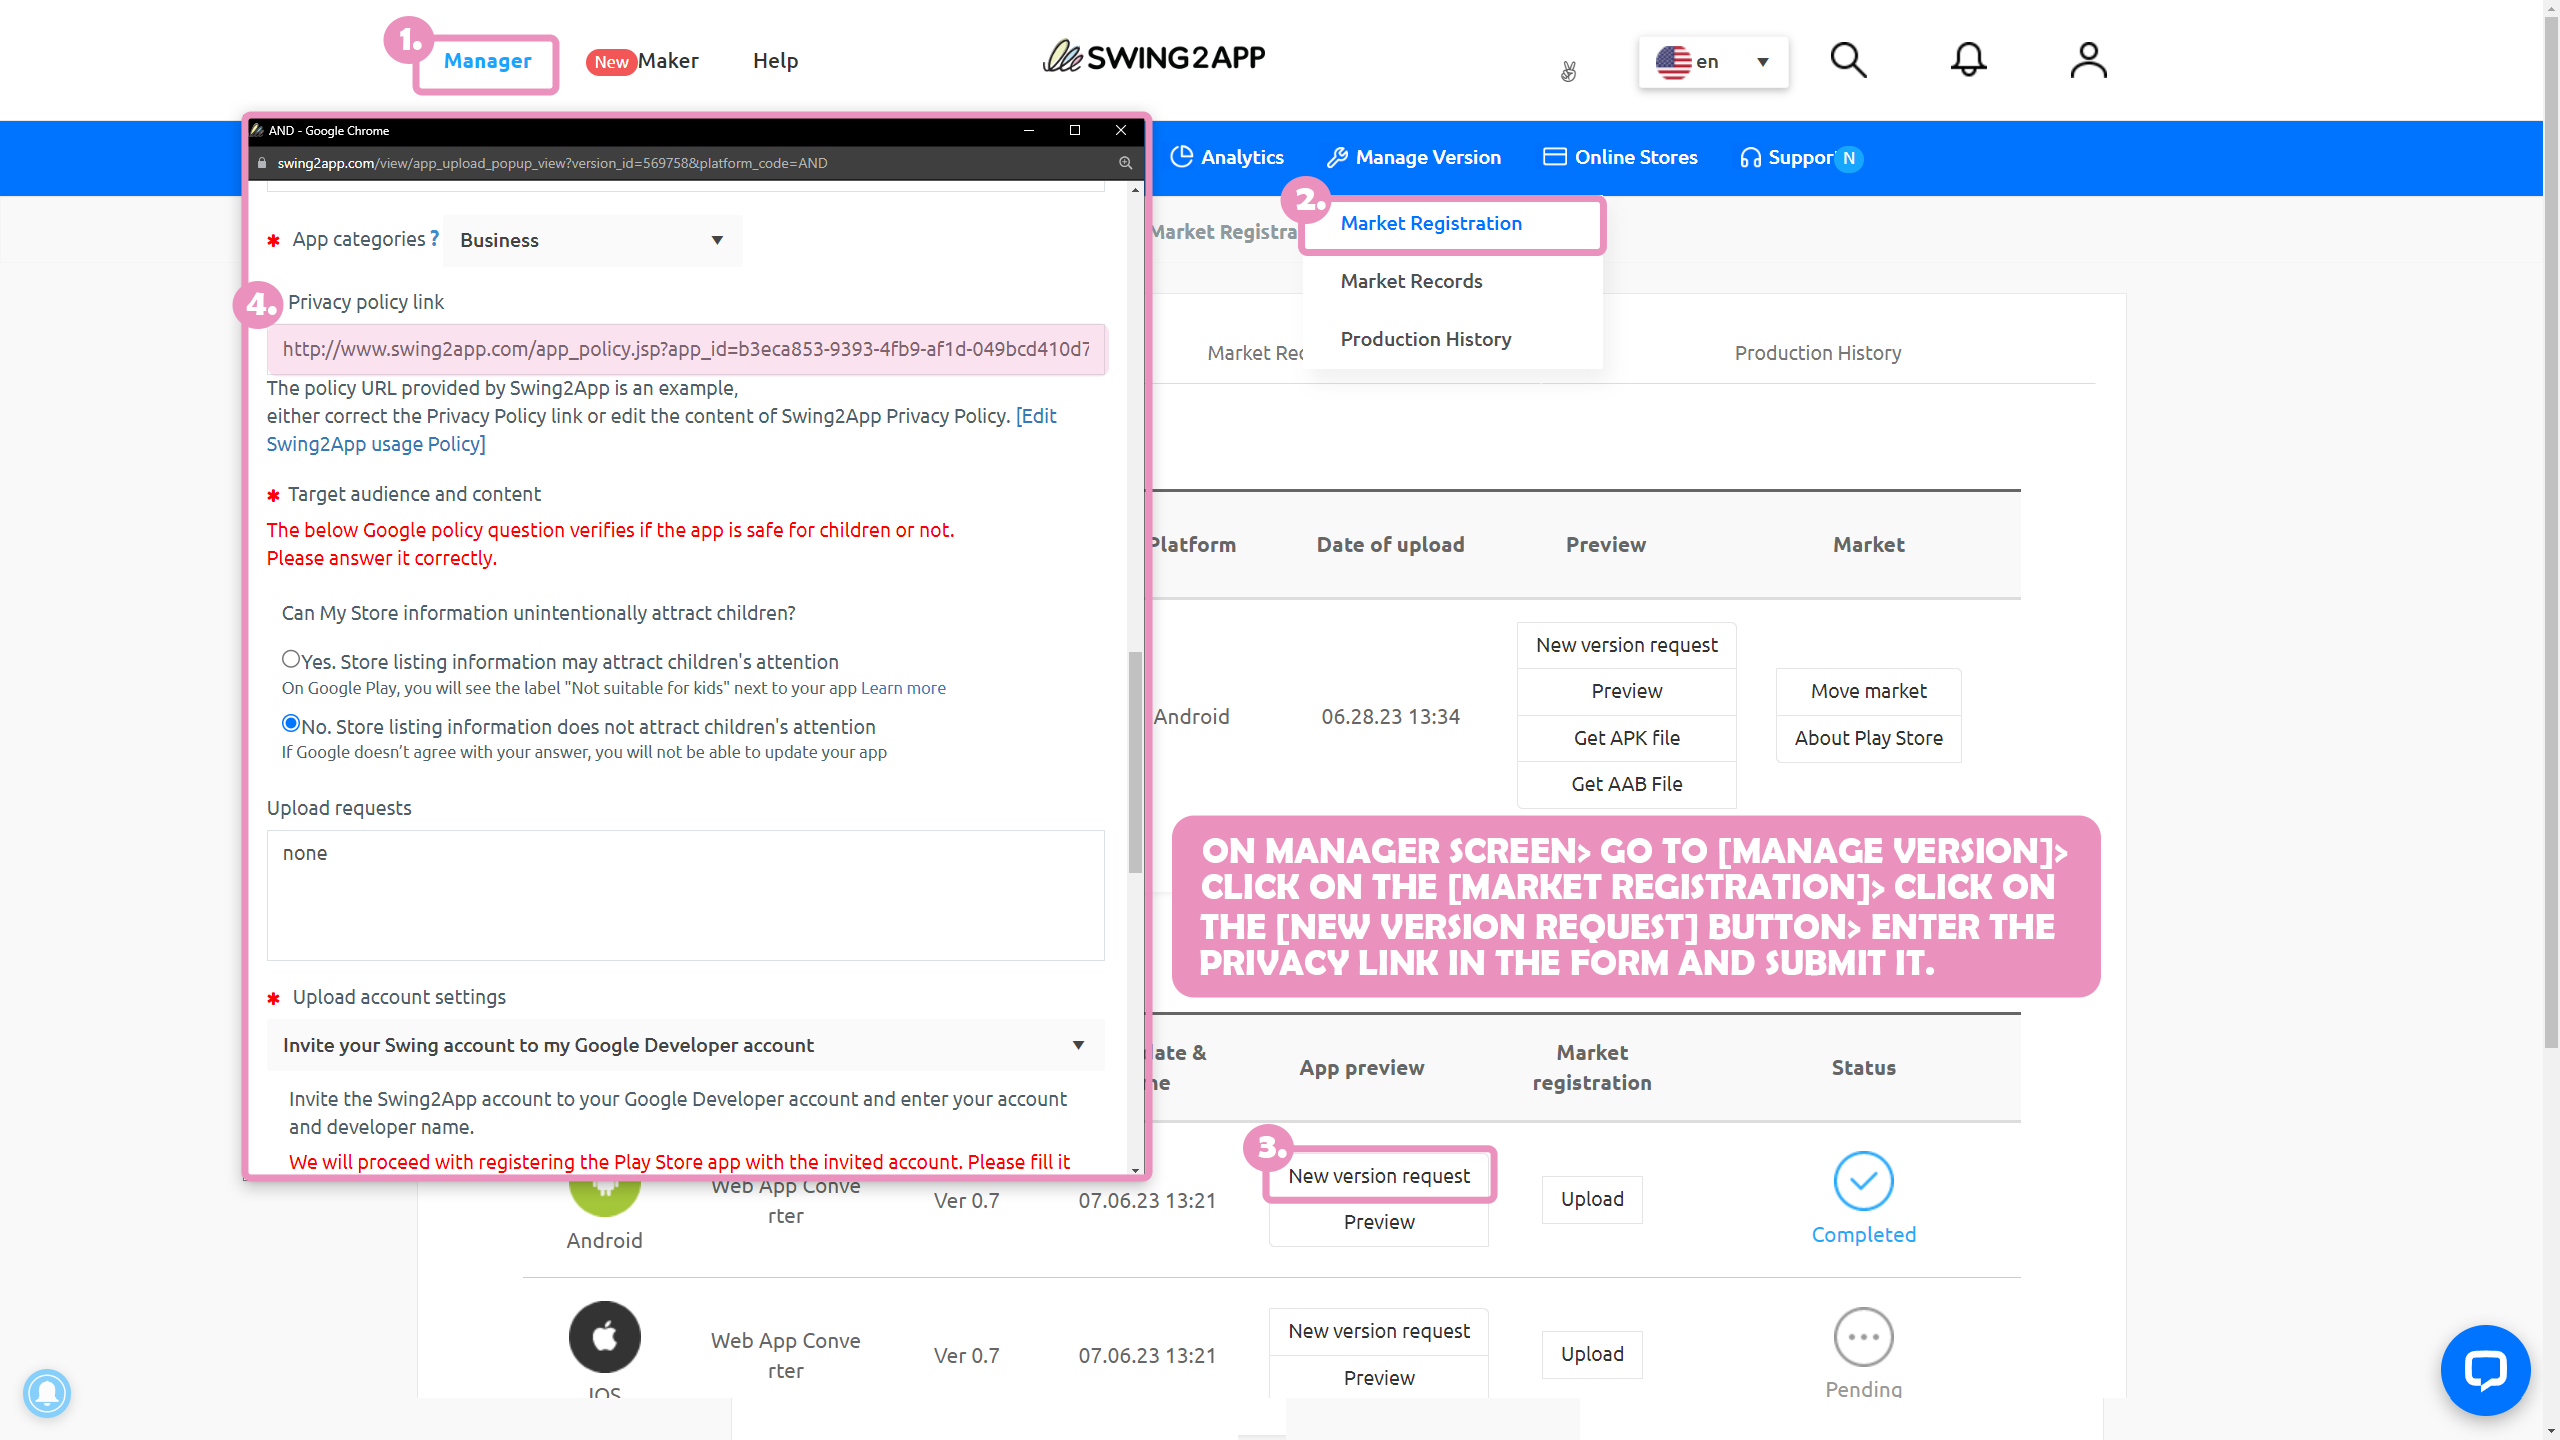 1.
Manager
New
Maker
Help
SWING2APP
en
AND - Google Chrome
swing2app.com/view/app_upload_popup_view?version_id=569758&platform_code=AND
Analytics
Manage Version
Online Stores
Suppor
N
2.
Market Registra
Market Registration
Market Records
Production History
Market Rec
Production History
* App categories ?
Business
4.
Privacy policy link
http://www.swing2app.com/app_policy.jsp?app_id=b3eca853-9393-4fb9-af1d-049bcd410d7
The policy URL provided by Swing2App is an example,
either correct the Privacy Policy link or edit the content of Swing2App Privacy Policy. [Edit
Swing2App usage Policy]
* Target audience and content
The below Google policy question verifies if the app is safe for children or not.
Please answer it correctly.
Can My Store information unintentionally attract children?
Yes. Store listing information may attract children's attention
On Google Play, you will see the label "Not suitable for kids" next to your app Learn more
No. Store listing information does not attract children's attention
If Google doesn’t agree with your answer, you will not be able to update your app
Upload requests
none
* Upload account settings
Invite your Swing account to my Google Developer account
Invite the Swing2App account to your Google Developer account and enter your account
and developer name.
We will proceed with registering the Play Store app with the invited account. Please fill it
Platform
Date of upload
Preview
Market
Android
06.28.23 13:34
New version request
Preview
Get APK file
Get AAB File
Move market
About Play Store
ON MANAGER SCREEN> GO TO [MANAGE VERSION]>
CLICK ON THE [MARKET REGISTRATION]> CLICK ON
THE [NEW VERSION REQUEST] BUTTON> ENTER THE
PRIVACY LINK IN THE FORM AND SUBMIT IT.
late &
ne
App preview
Market
registration
Status
3.
Android
Web App Conve
rter
Ver 0.7
07.06.23 13:21
New version request
Preview
Upload
Completed
IOS
Web App Conve
rter
Ver 0.7
07.06.23 13:21
New version request
Preview
Upload
Pending